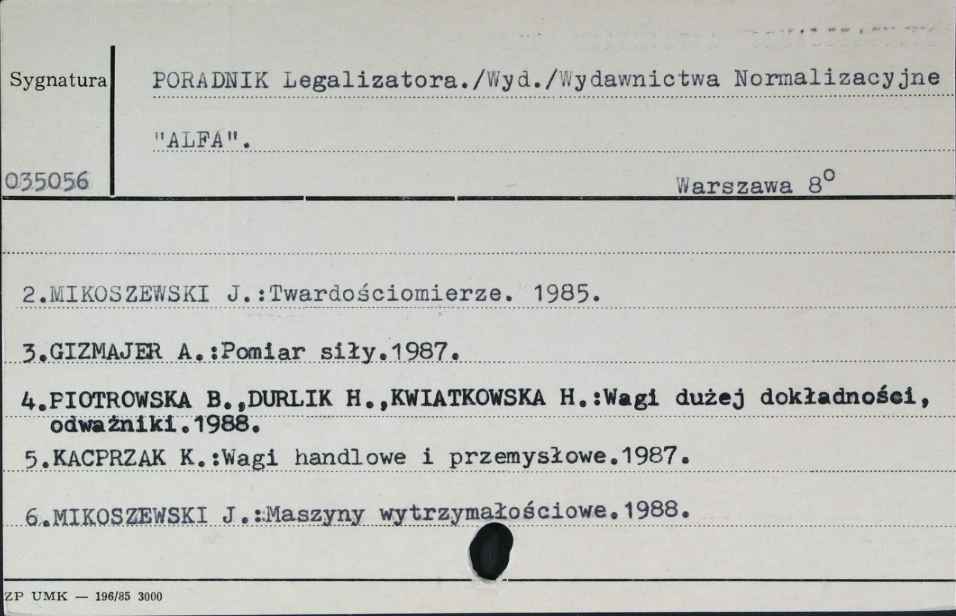 Sygnatura
PORADNIK Legalizatora./Wyd./Wydawnictwa Normalizacyjne
"ALFA".
035056
Warszawa 8°
2.MIKOSZEWSKI J.:Twardościomierze. 1985.
3.GIZMAJER A.:Pomiar siły.1987.
4.PIOTROWSKA B.,DURLIK H.,KWIATKOWSKA H.:Wagi dużej dokładności,
odważniki.1988.
5.KACPRZAK K.:Wagi handlowe i przemysłowe.1987.
6.MIKOSZEWSKI J.:Maszyny wytrzymałościowe.1988.
ZP UMK — 196/85 3000